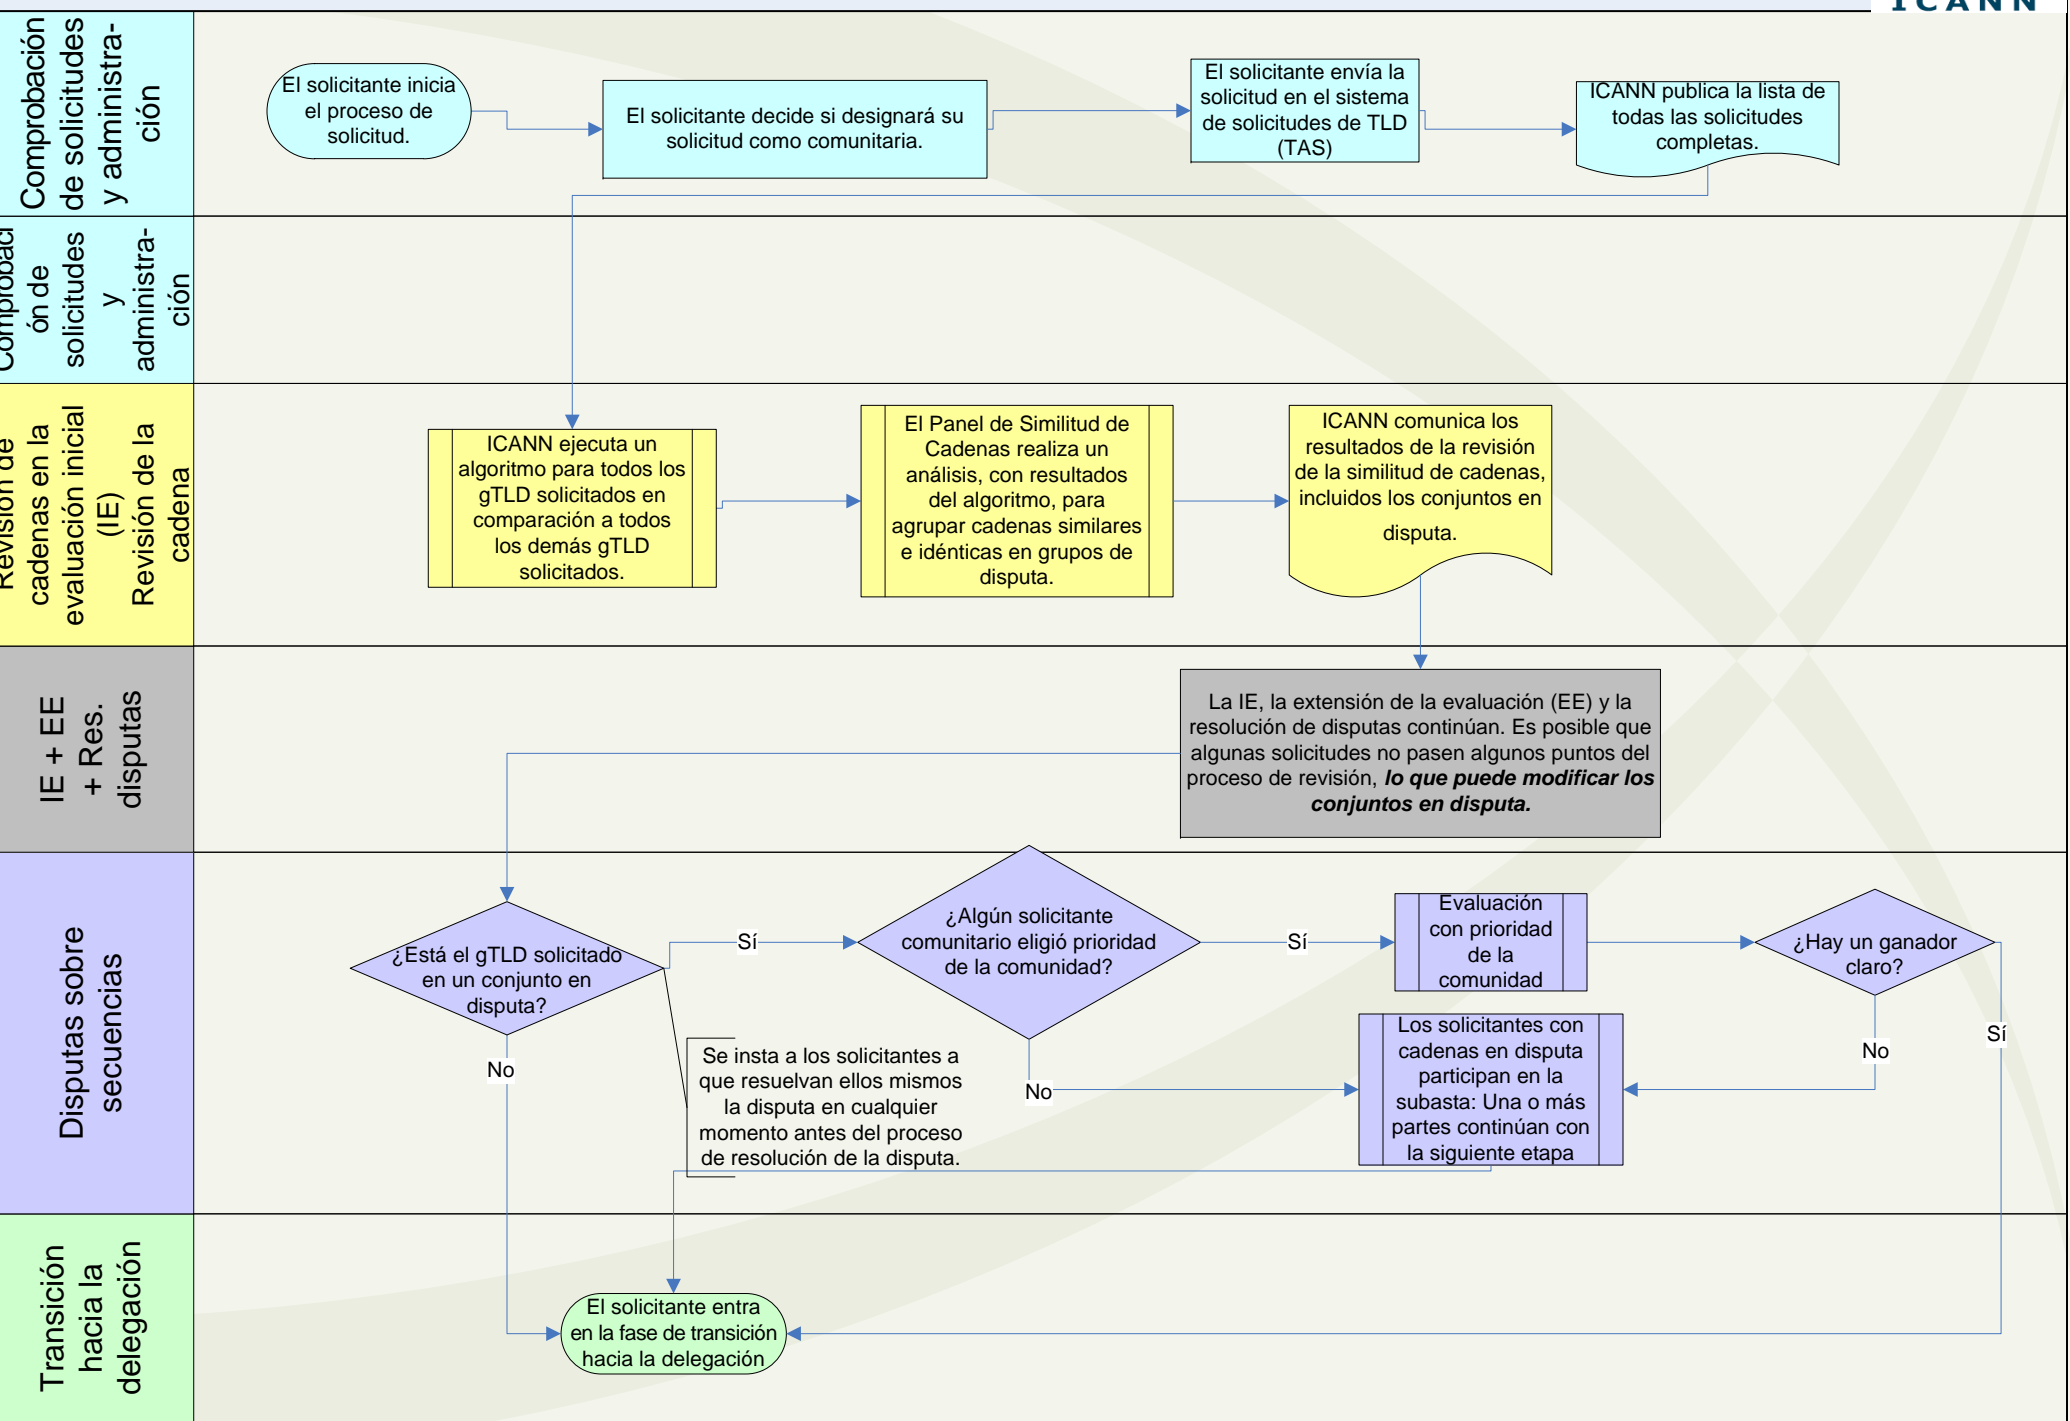 ICANN
Comprobación
de solicitudes
y administra-
ción
El solicitante inicia
el proceso de
solicitud.
El solicitante decide si designará su
solicitud como comunitaria.
El solicitante envía la
solicitud en el sistema
de solicitudes de TLD
(TAS)
ICANN publica la lista de
todas las solicitudes
completas.
Comprobaci
ón de
solicitudes
y
administra-
ción
Revisión de
cadenas en la
evaluación inicial
(IE)
Revisión de la
cadena
ICANN ejecuta un
algoritmo para todos los
gTLD solicitados en
comparación a todos
los demás gTLD
solicitados.
El Panel de Similitud de
Cadenas realiza un
análisis, con resultados
del algoritmo, para
agrupar cadenas similares
e idénticas en grupos de
disputa.
ICANN comunica los
resultados de la revisión
de la similitud de cadenas,
incluidos los conjuntos en
disputa.
IE + EE
+ Res.
disputas
La IE, la extensión de la evaluación (EE) y la
resolución de disputas continúan. Es posible que
algunas solicitudes no pasen algunos puntos del
proceso de revisión, lo que puede modificar los
conjuntos en disputa.
Disputas sobre
secuencias
¿Está el gTLD solicitado
en un conjunto en
disputa?
Sí
No
¿Algún solicitante
comunitario eligió prioridad
de la comunidad?
Sí
No
Evaluación
con prioridad
de la
comunidad
¿Hay un ganador
claro?
No
Sí
Se insta a los solicitantes a
que resuelvan ellos mismos
la disputa en cualquier
momento antes del proceso
de resolución de la disputa.
Los solicitantes con
cadenas en disputa
participan en la
subasta: Una o más
partes continúan con
la siguiente etapa
Transición
hacia la
delegación
El solicitante entra
en la fase de transición
hacia la delegación